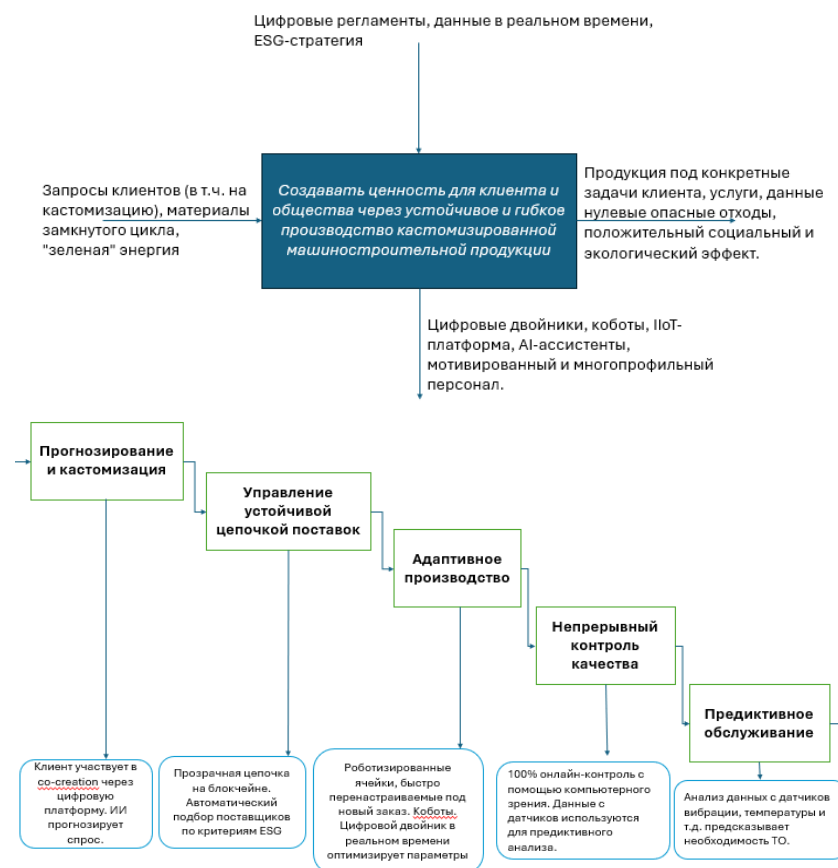 Цифровые регламенты, данные в реальном времени,
ESG-стратегия
Запросы клиентов (в т.ч. на
кастомизацию), материалы
замкнутого цикла,
"зеленая" энергия
Создавать ценность для клиента и
общества через устойчивое и гибкое
производство кастомизированной
машиностроительной продукции
Продукция под конкретные
задачи клиента, услуги, данные
нулевые опасные отходы,
положительный социальный и
экологический эффект.
Цифровые двойники, коботы, IIoT-
платформа, AI-ассистенты,
мотивированный и многопрофильный
персонал.
Прогнозирование
и кастомизация
Управление
устойчивой
цепочкой поставок
Адаптивное
производство
Непрерывный
контроль
качества
Предиктивное
обслуживание
Клиент участвует в
co-creation через
цифровую
платформу. ИИ
прогнозирует
спрос.
Прозрачная цепочка
на блокчейне.
Автоматический
подбор поставщиков
по критериям ESG
Роботизированные
ячейки, быстро
перенастраиваемые под
новый заказ. Коботы.
Цифровой двойник в
реальном времени
оптимизирует параметры
100% онлайн-контроль с
помощью компьютерного
зрения. Данные с
датчиков используются
для предиктивного
анализа.
Анализ данных с датчиков
вибрации, температуры и
т.д. предсказывает
необходимость ТО.